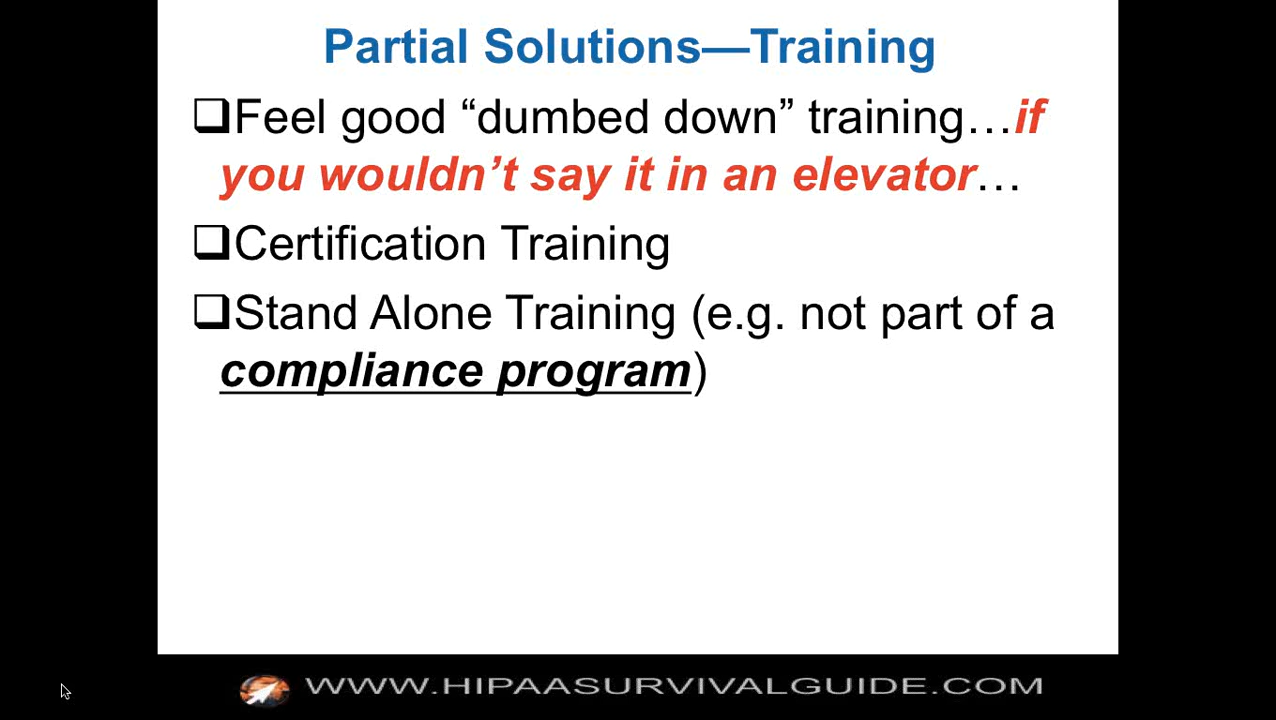 Partial Solutions—Training
❑Feel good “dumbed down” training…if
you wouldn’t say it in an elevator…
❑Certification Training
❑Stand Alone Training (e.g. not part of a
compliance program)
WWW.HIPAASURVIVALGUIDE.COM